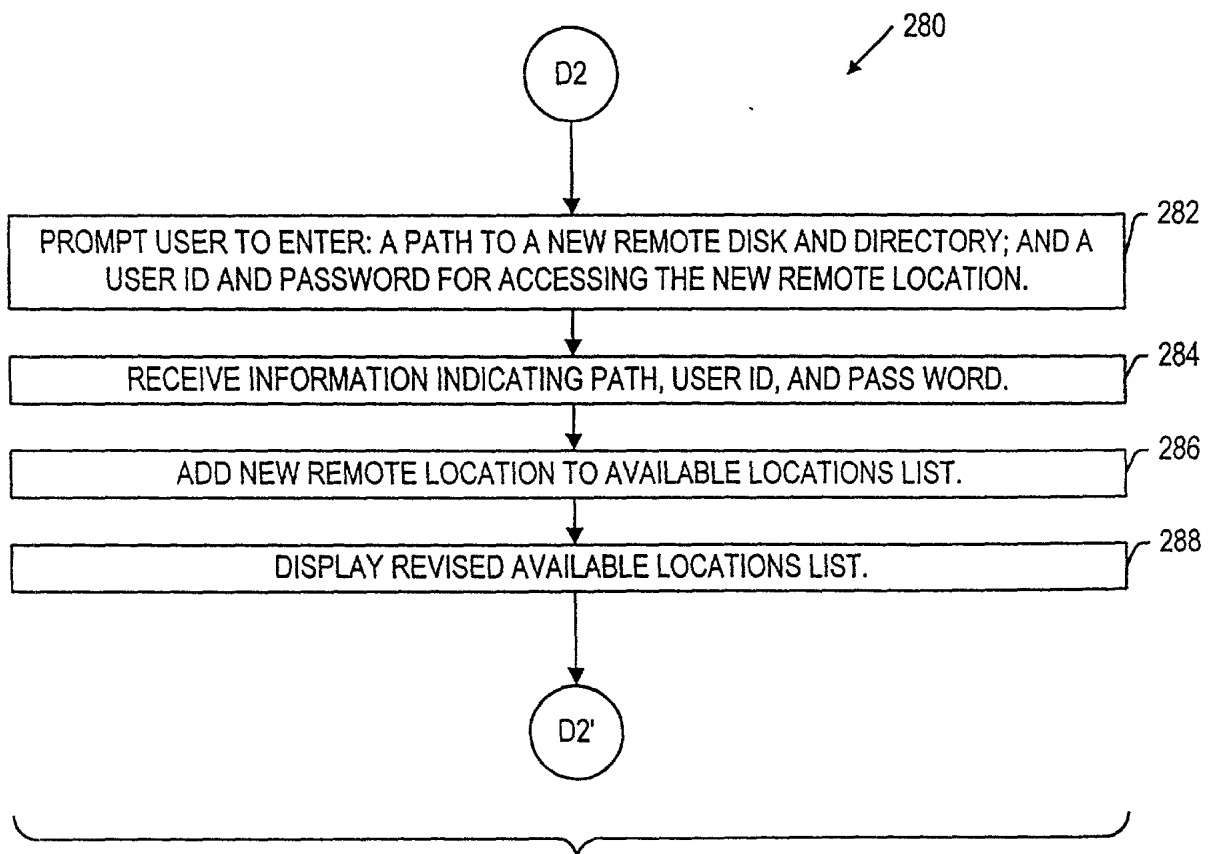 280
D2
282
PROMPT USER TO ENTER: A PATH TO A NEW REMOTE DISK AND DIRECTORY; AND A
USER ID AND PASSWORD FOR ACCESSING THE NEW REMOTE LOCATION.
284
RECEIVE INFORMATION INDICATING PATH, USER ID, AND PASS WORD.
286
ADD NEW REMOTE LOCATION TO AVAILABLE LOCATIONS LIST.
288
DISPLAY REVISED AVAILABLE LOCATIONS LIST.
D2'